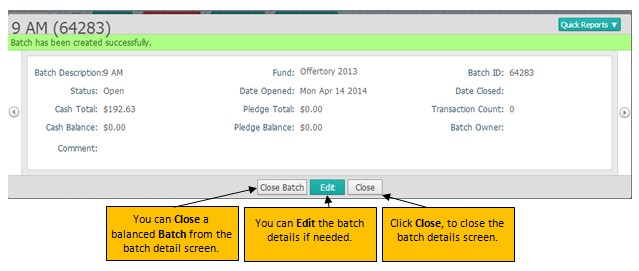 9 AM (64283)
Quick Reports ▼
Batch has been created successfully.
Batch Description: 9 AM Fund: Offertory 2013 Batch ID: 64283
Status: Open Date Opened: Mon Apr 14 2014 Date Closed:
Cash Total: $192.63 Pledge Total: $0.00 Transaction Count: 0
Cash Balance: $0.00 Pledge Balance: $0.00 Batch Owner:
Comment:
Close Batch Edit Close
You can Close a
balanced Batch from the
batch detail screen.
You can Edit the batch
details if needed.
Click Close, to close the
batch details screen.